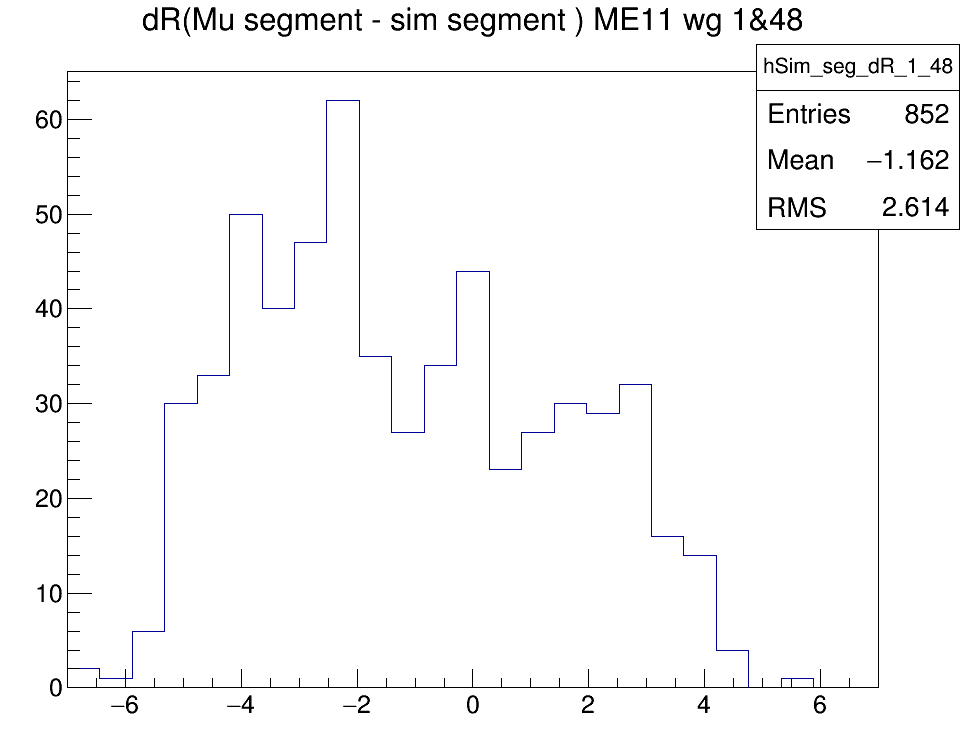 dR(Mu segment - sim segment ) ME11 wg 1&48
hSim_seg_dR_1_48
Entries 852
Mean −1.162
RMS 2.614
60
50
40
30
20
10
0
−6 −4 −2 0 2 4 6